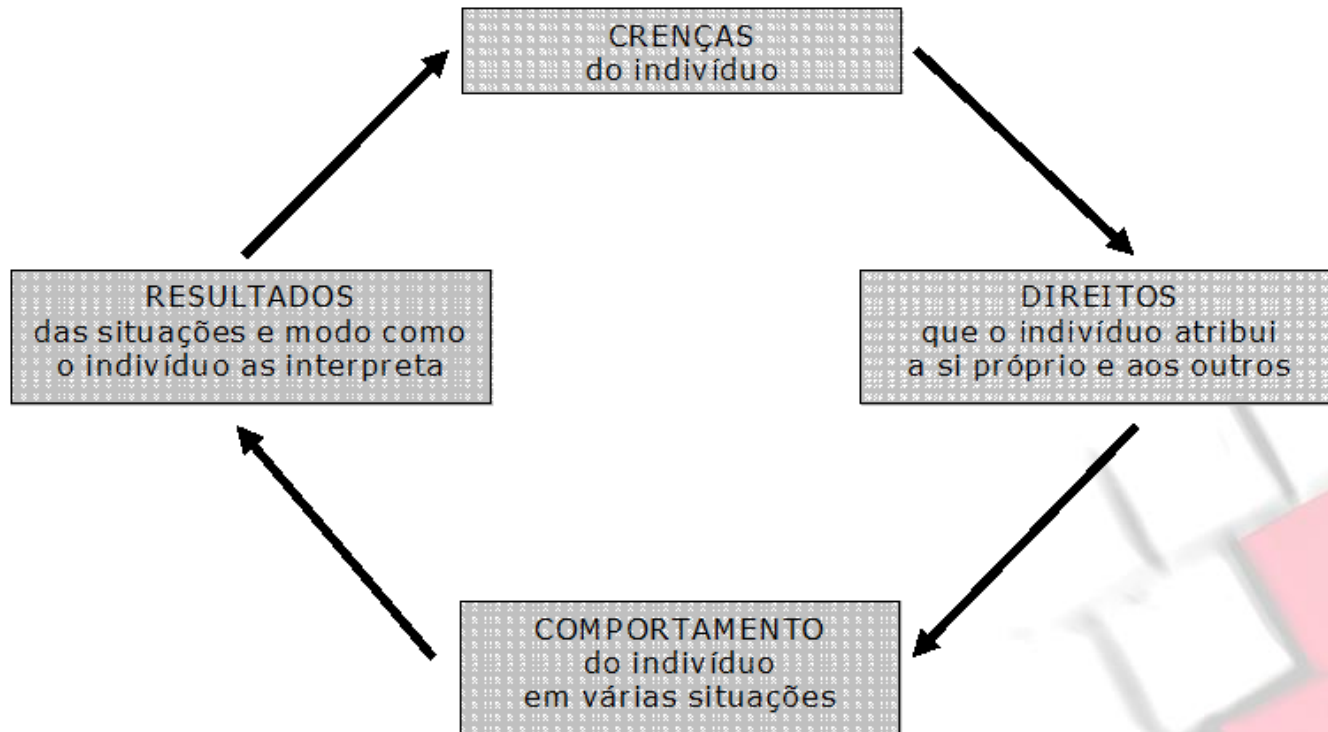 CRENÇAS
do indivíduo
DIREITOS
que o indivíduo atribui
a si próprio e aos outros
COMPORTAMENTO
do indivíduo
em várias situações
RESULTADOS
das situações e modo como
o indivíduo as interpreta